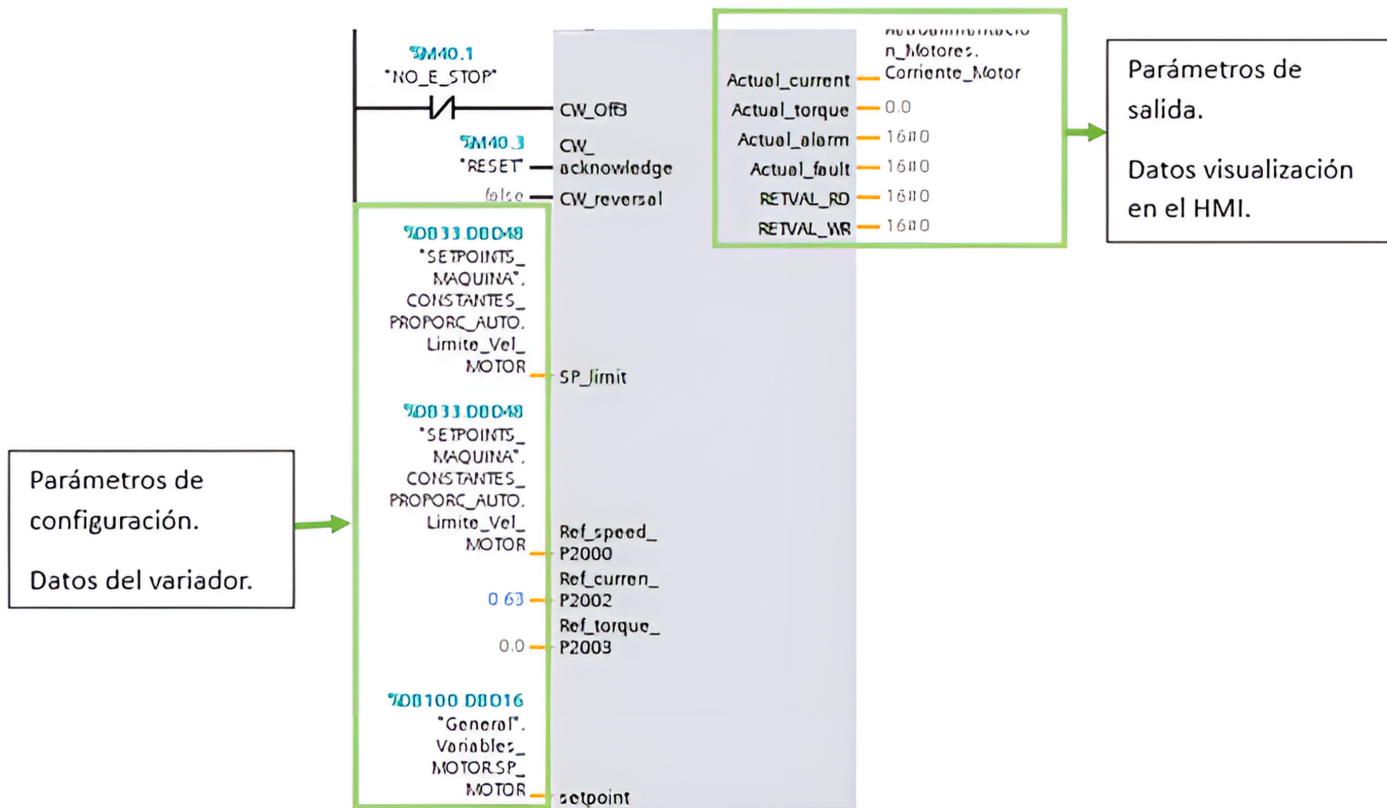 %M40.1
"NO_E_STOP"
CW_Off3
%M40.3
"RESET"
CW_
acknowledge
false
CW_reversal
%DB33.DBD48
"SETPOINTS_
MAQUINA".
CONSTANTES_
PROPORC_AUTO.
Limite_Vel_
MOTOR
SP_limit
%DB33.DBD48
"SETPOINTS_
MAQUINA".
CONSTANTES_
PROPORC_AUTO.
Limite_Vel_
MOTOR
Ref_speed_
P2000
0.63
Ref_curren_
P2002
0.0
Ref_torque_
P2003
%DB100.DBD16
"General".
Variables_
MOTOR.SP_
MOTOR
setpoint
n_Motores.
Corriente_Motor
Actual_current
Actual_torque
0.0
Actual_alarm
16#0
Actual_fault
16#0
RETVAL_RD
16#0
RETVAL_WR
16#0
Parámetros de
salida.
Datos visualización
en el HMI.
Parámetros de
configuración.
Datos del variador.